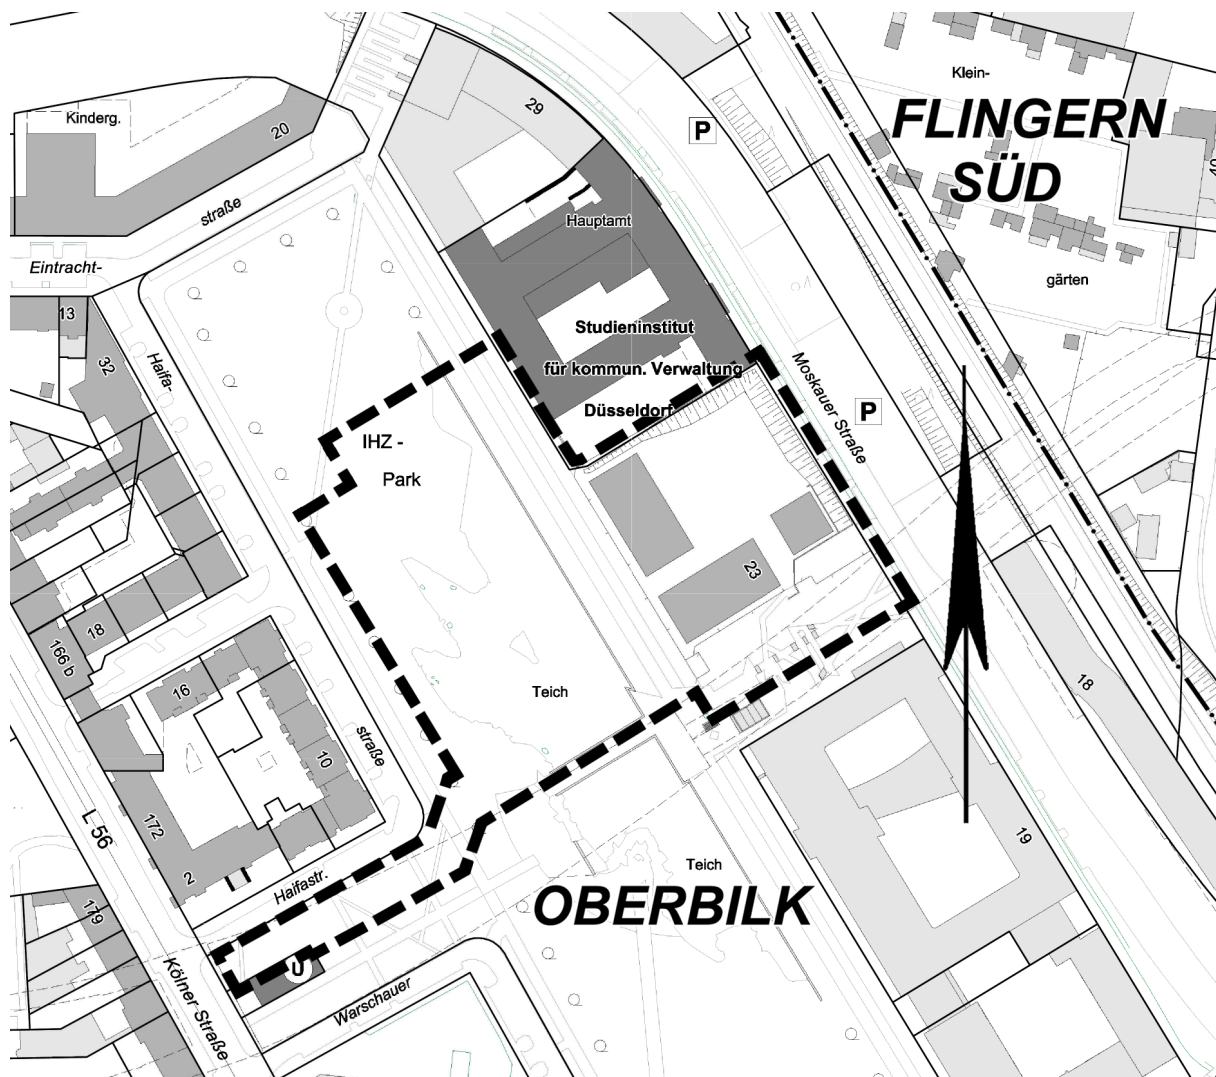 Klein-
FLINGERN
SÜD
gärten
Kinderg.
20
29
P
straße
Hauptamt
Eintracht-
13
32
Haifa-
Studieninstitut
für kommun. Verwaltung
Düsseldorf
Moskauer Straße
P
IHZ -
Park
23
18
166 b
16
Teich
18
straße
10
L 56
172
2
Haifastr.
19
Teich
OBERBILK
179
U
Kölner Straße
Warschauer